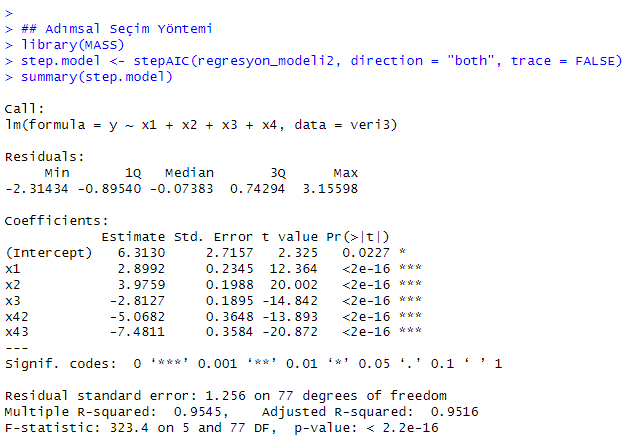 >
> ## Adımsal Seçim Yöntemi
> library(MASS)
> step.model <- stepAIC(regresyon_modeli2, direction = "both", trace = FALSE)
> summary(step.model)

Call:
lm(formula = y ~ x1 + x2 + x3 + x4, data = veri3)

Residuals:
     Min       1Q   Median       3Q      Max
-2.31434 -0.89540 -0.07383  0.74294  3.15598

Coefficients:
            Estimate Std. Error t value Pr(>|t|)
(Intercept)   6.3130     2.7157   2.325   0.0227 *
x1            2.8992     0.2345  12.364   <2e-16 ***
x2            3.9759     0.1988  20.002   <2e-16 ***
x3           -2.8127     0.1895 -14.842   <2e-16 ***
x42          -5.0682     0.3648 -13.893   <2e-16 ***
x43          -7.4811     0.3584 -20.872   <2e-16 ***
---
Signif. codes:  0 ‘***’ 0.001 ‘**’ 0.01 ‘*’ 0.05 ‘.’ 0.1 ‘ ’ 1

Residual standard error: 1.256 on 77 degrees of freedom
Multiple R-squared:  0.9545,    Adjusted R-squared:  0.9516
F-statistic: 323.4 on 5 and 77 DF,  p-value: < 2.2e-16